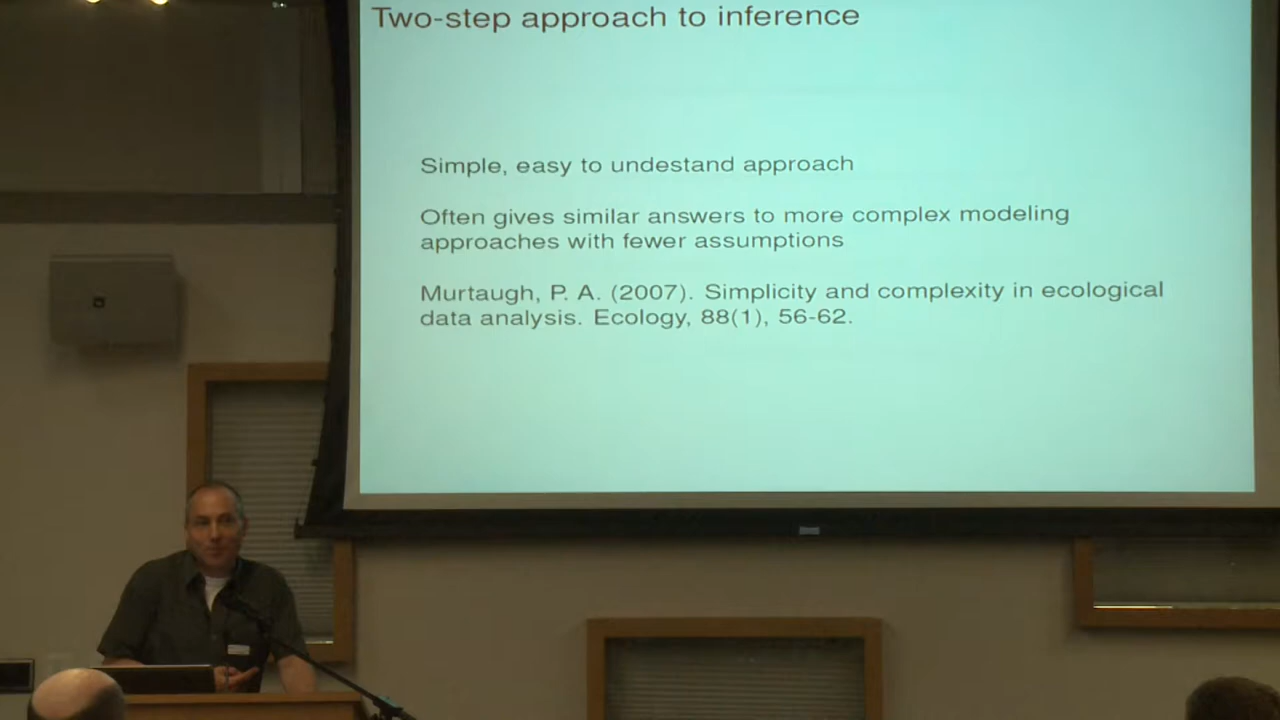 Two-step approach to inference
Simple, easy to undestand approach
Often gives similar answers to more complex modeling
approaches with fewer assumptions
Murtaugh, P. A. (2007). Simplicity and complexity in ecological
data analysis. Ecology, 88(1), 56-62.